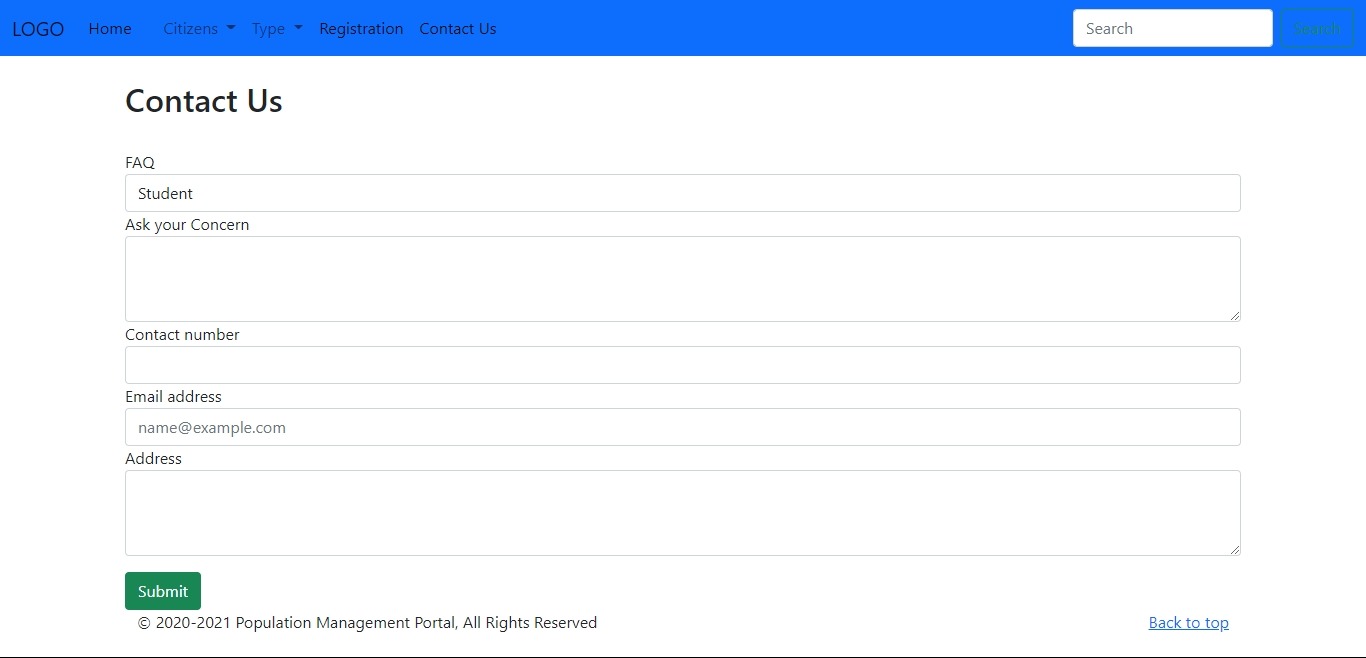 LOGO Home Citizens Type Registration Contact Us Search Search
Contact Us
FAQ
Student
Ask your Concern
Contact number
Email address
name@example.com
Address
Submit
© 2020-2021 Population Management Portal, All Rights Reserved Back to top